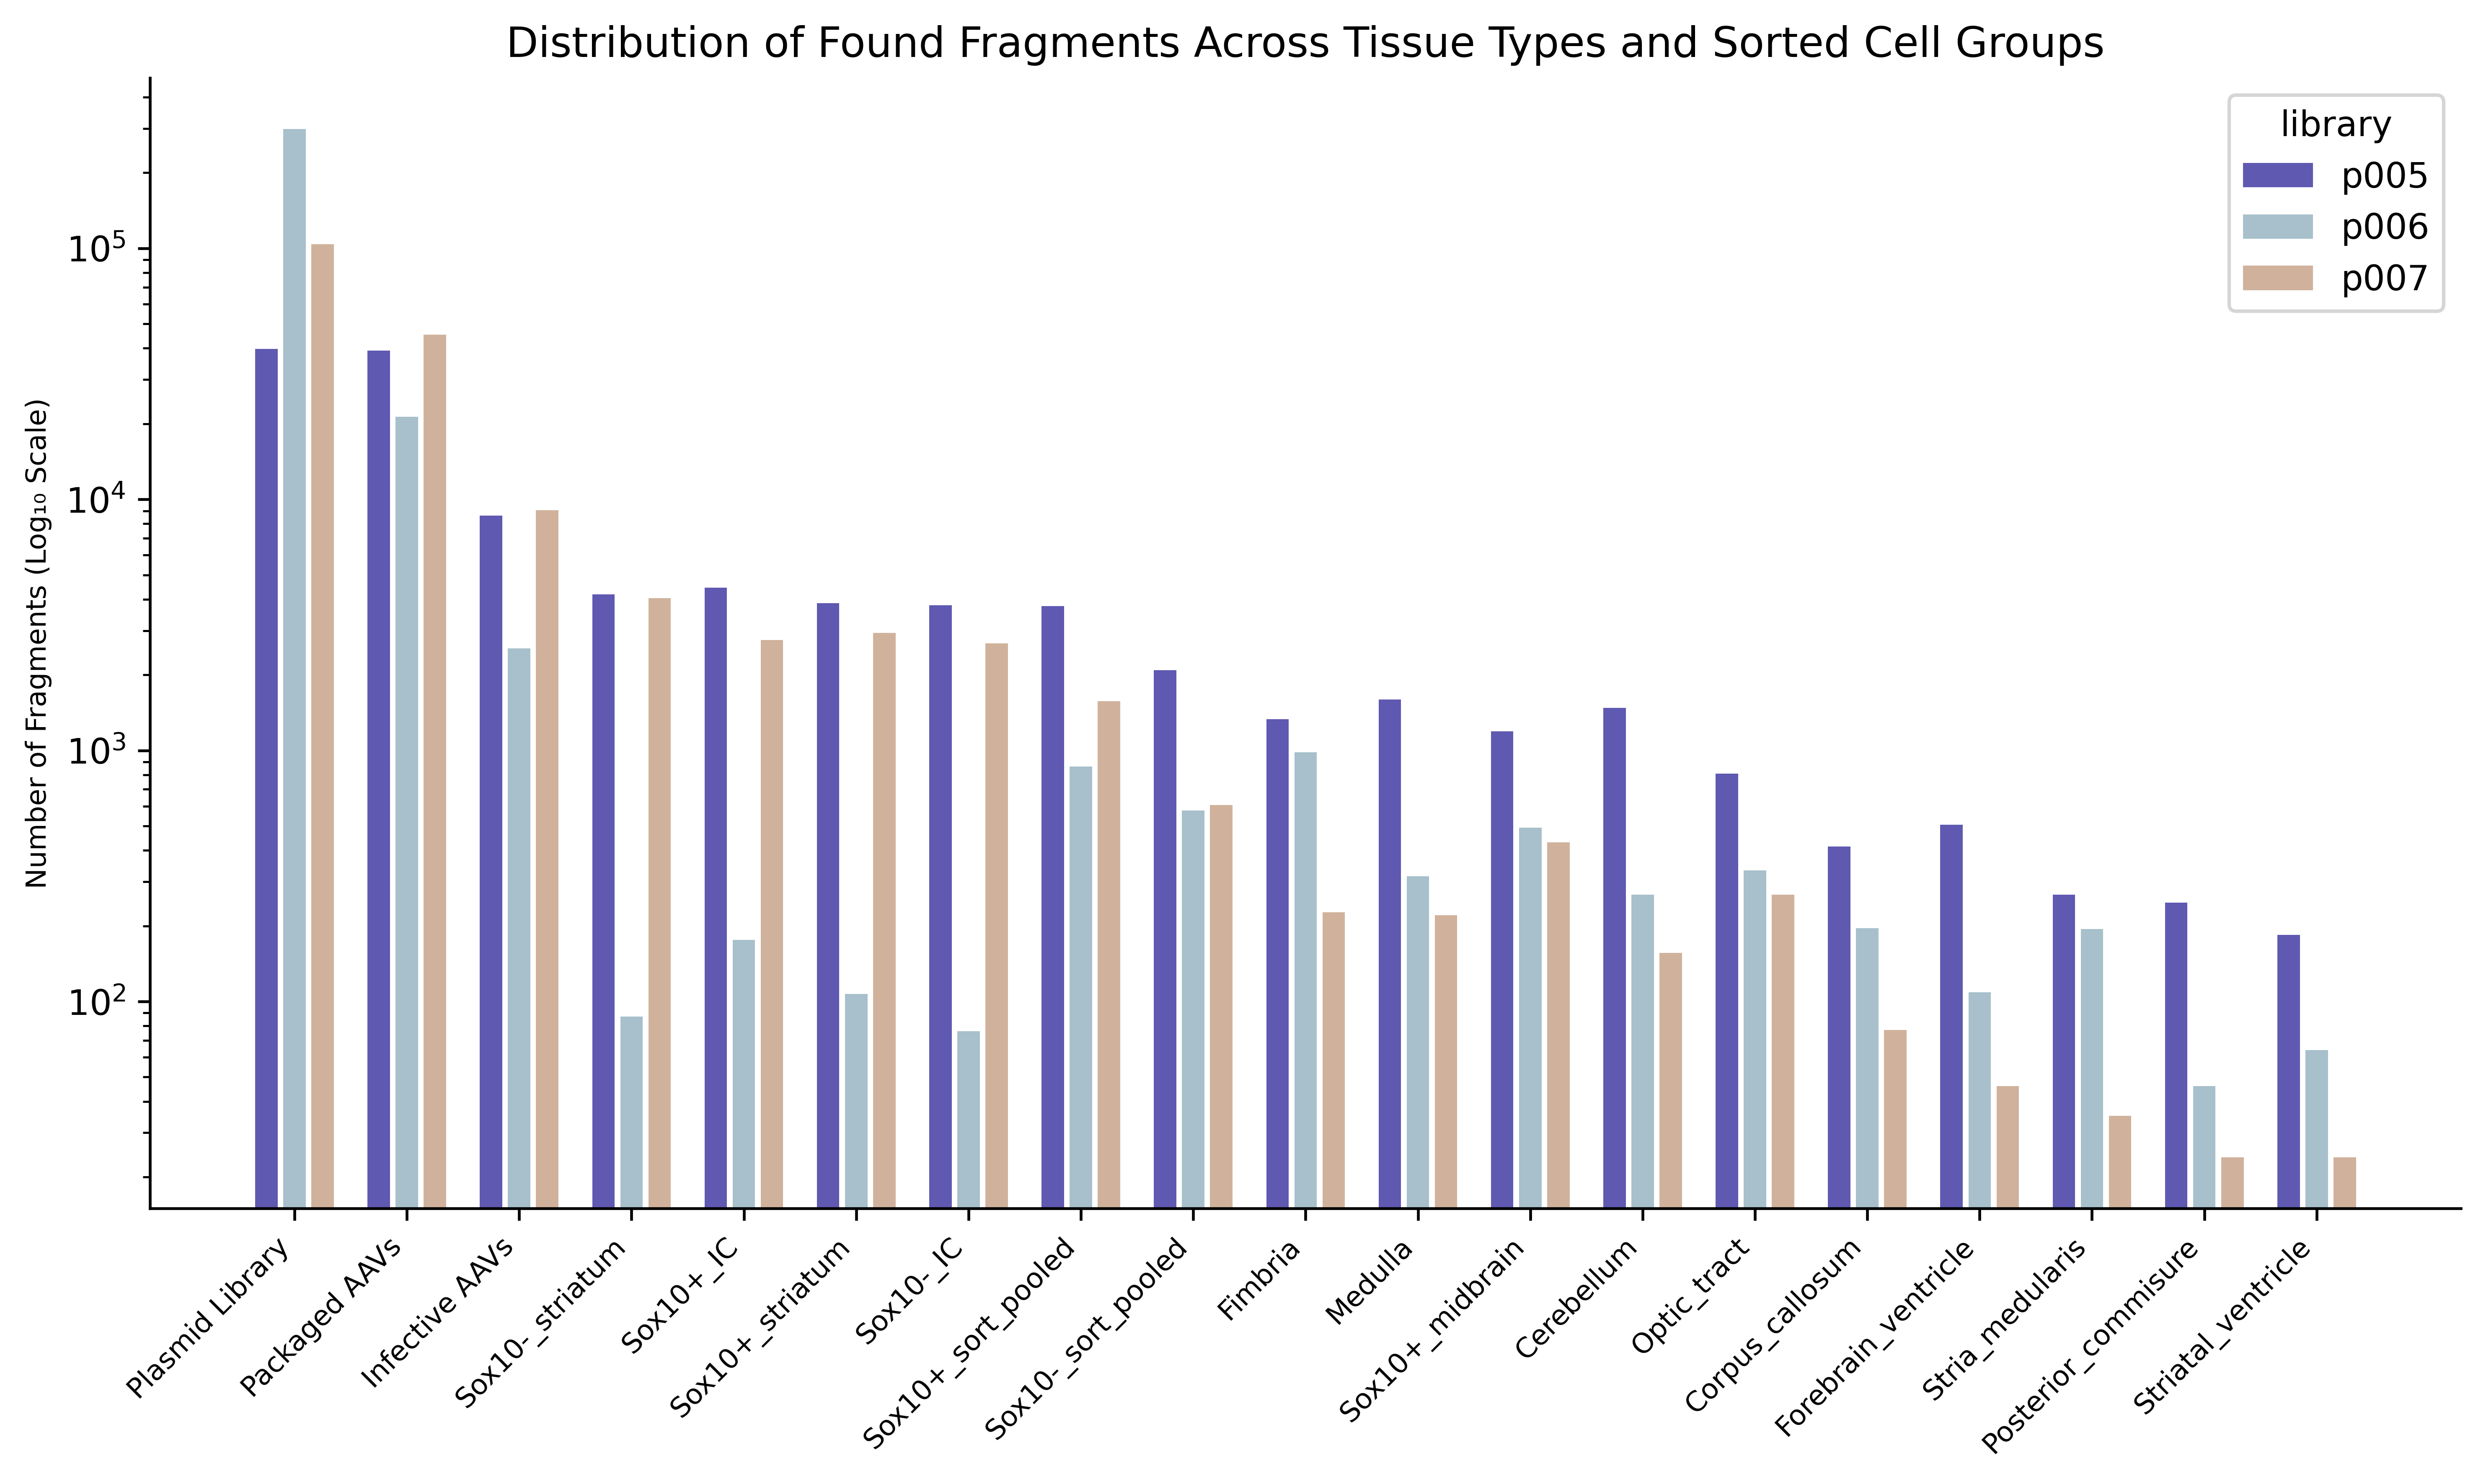 Distribution of Found Fragments Across Tissue Types and Sorted Cell Groups
library
p005
p006
p007
Number of Fragments (Log₁₀ Scale)
10⁵
10⁴
10³
10²
Plasmid Library
Packaged AAVs
Infective AAVs
Sox10-_striatum
Sox10+_IC
Sox10+_striatum
Sox10-_IC
Sox10+_sort_pooled
Sox10-_sort_pooled
Fimbria
Medulla
Sox10+_midbrain
Cerebellum
Optic_tract
Corpus_callosum
Forebrain_ventricle
Stria_medularis
Posterior_commisure
Striatal_ventricle